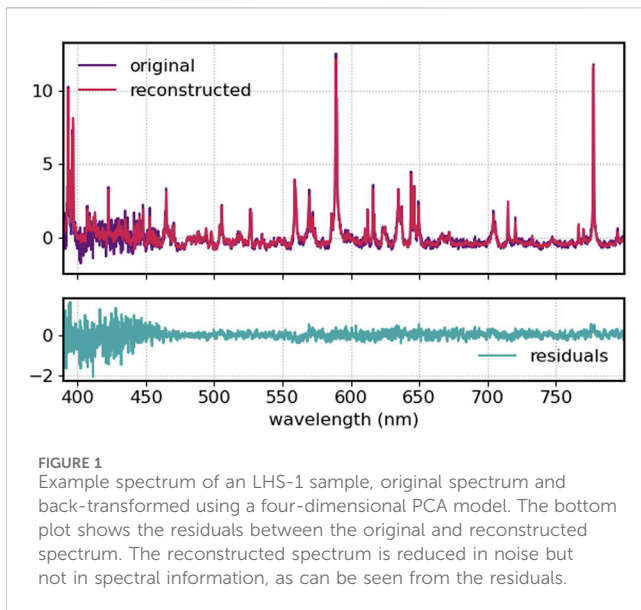 original
reconstructed
10
5
0
0
−2
residuals
400
450
500
550
600
650
700
750
wavelength (nm)
FIGURE 1
Example spectrum of an LHS-1 sample, original spectrum and
back-transformed using a four-dimensional PCA model. The bottom
plot shows the residuals between the original and reconstructed
spectrum. The reconstructed spectrum is reduced in noise but
not in spectral information, as can be seen from the residuals.